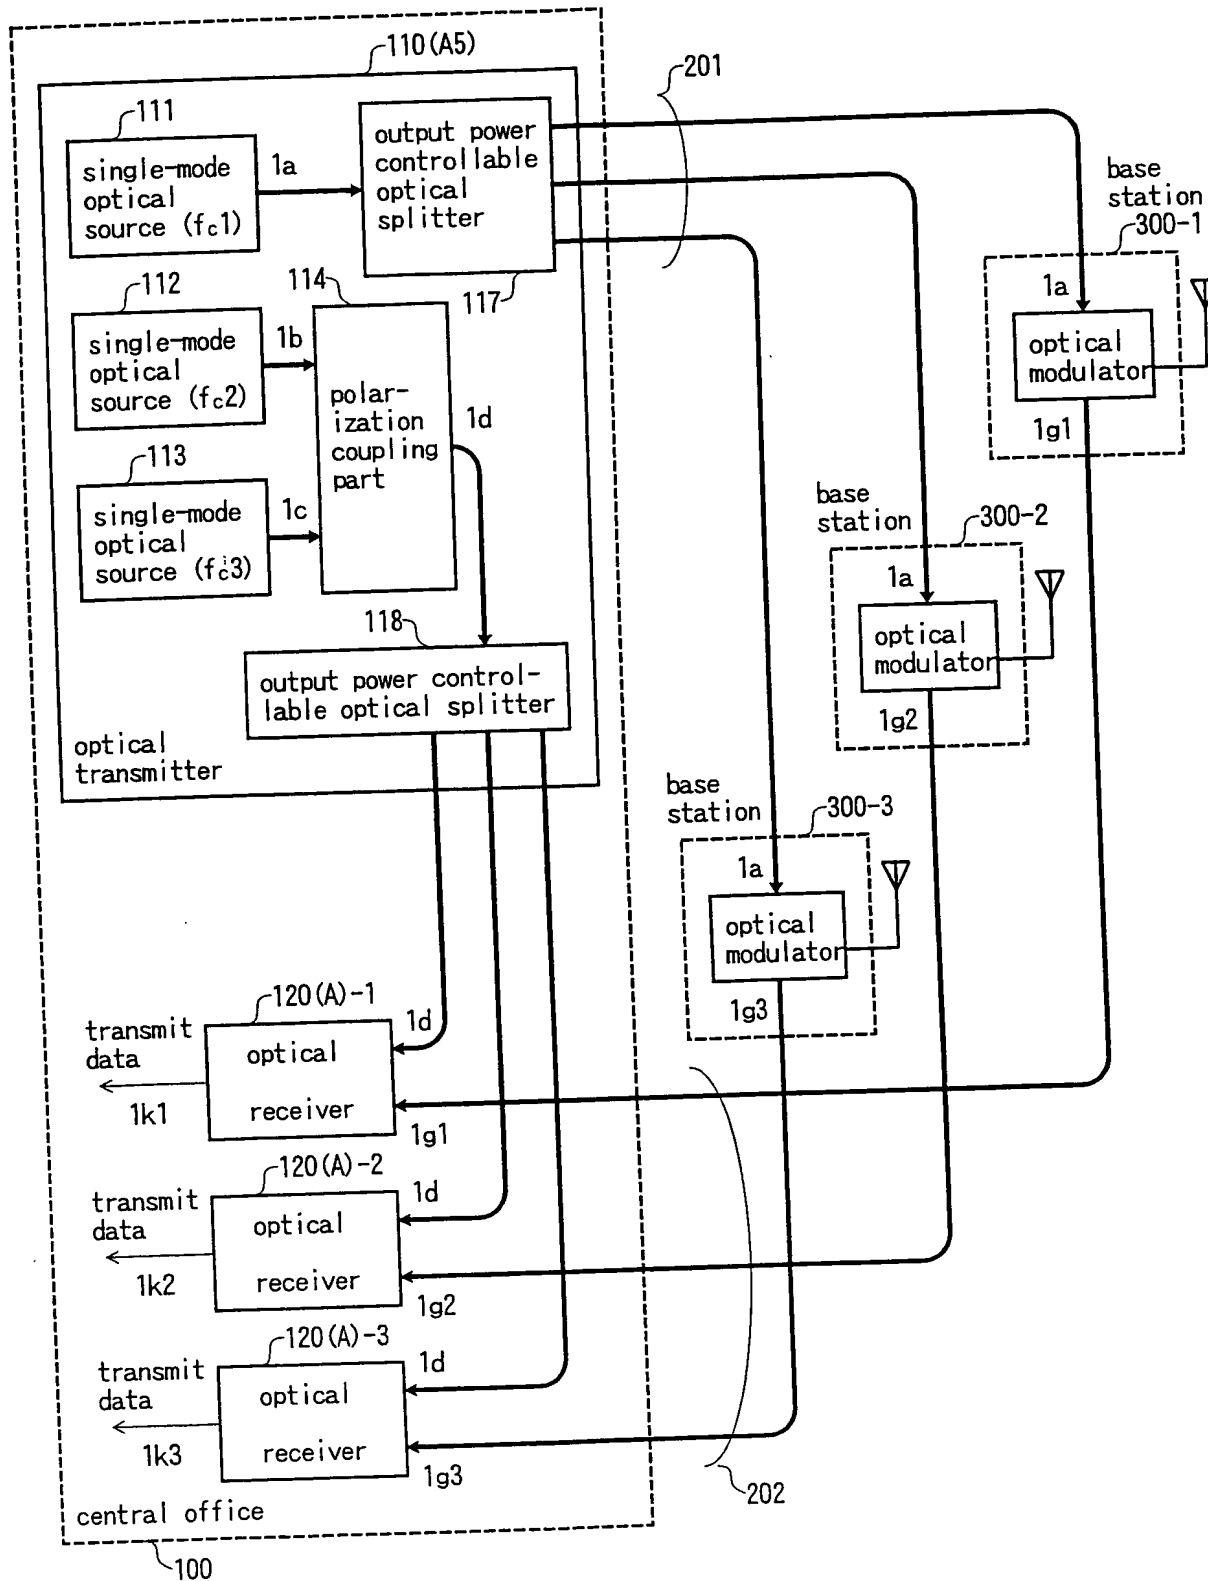 110(A5)
201
111
single-mode
optical
source (fc1)
1a
output power
controllable
optical
splitter
117
base
station
300-1
1a
optical
modulator
1g1
112
single-mode
optical
source (fc2)
1b
114
polar-
ization
coupling
part
1d
113
single-mode
optical
source (fc3)
1c
base
station
300-2
1a
optical
modulator
1g2
118
output power control-
lable optical splitter
optical
transmitter
base
station
300-3
1a
optical
modulator
1g3
120(A)-1
transmit
data
1k1
optical
receiver
1d
1g1
120(A)-2
transmit
data
1k2
optical
receiver
1d
1g2
120(A)-3
transmit
data
1k3
optical
receiver
1d
1g3
202
central office
100